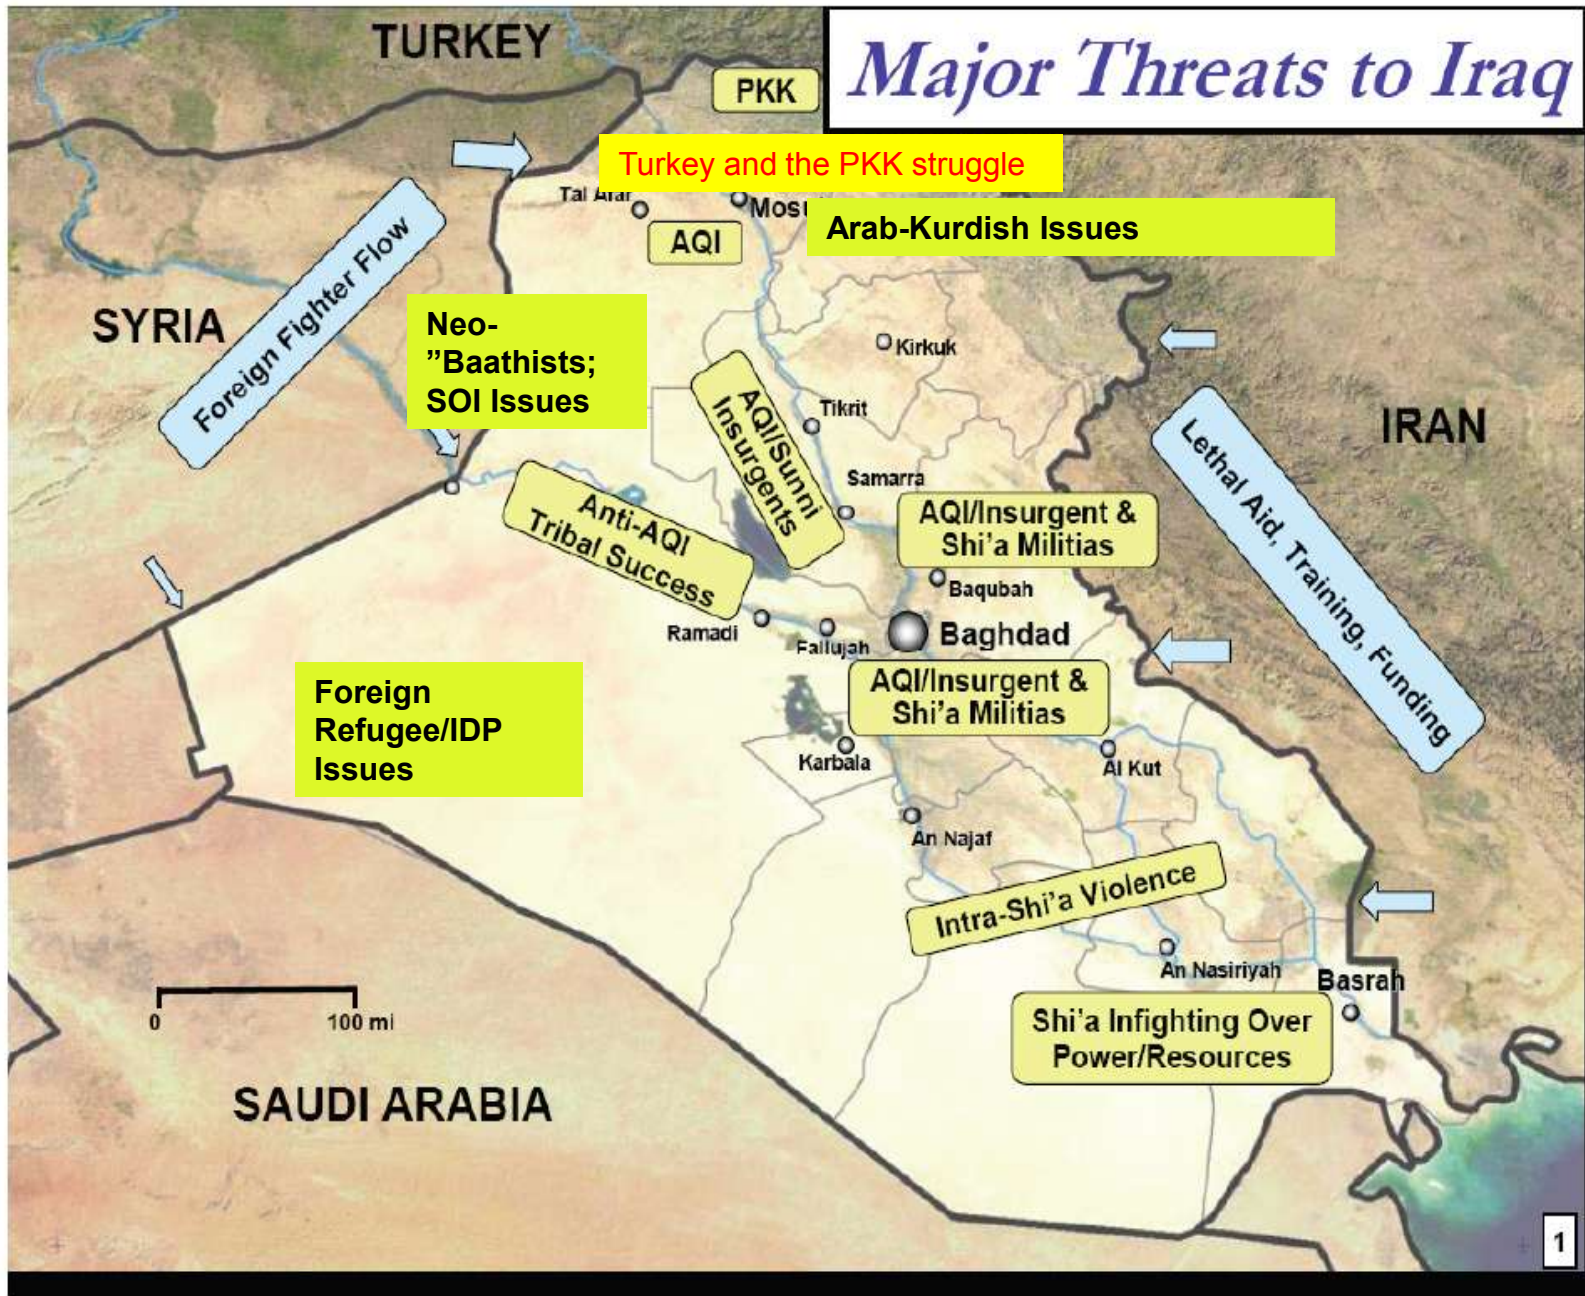 TURKEY
Major Threats to Iraq
PKK
Turkey and the PKK struggle
Tal Afar
Mosu
Arab-Kurdish Issues
AQI
Foreign Fighter Flow
SYRIA
Neo-
”Baathists;
SOI Issues
Kirkuk
AQI/Sunni
Insurgents
Tikrit
IRAN
Lethal Aid, Training, Funding
Samarra
Anti-AQI
Tribal Success
AQI/Insurgent &
Shi’a Militias
Baqubah
Ramadi
Fallujah
Baghdad
AQI/Insurgent &
Shi’a Militias
Foreign
Refugee/IDP
Issues
Karbala
Al Kut
An Najaf
Intra-Shi’a Violence
An Nasiriyah
Basrah
0
100 mi
Shi’a Infighting Over
Power/Resources
SAUDI ARABIA
1